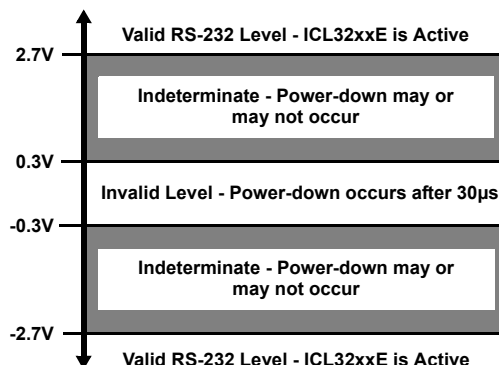 Valid RS-232 Level - ICL32xxE is Active
2.7V
Indeterminate - Power-down may or
may not occur
0.3V
Invalid Level - Power-down occurs after 30µs
-0.3V
Indeterminate - Power-down may or
may not occur
-2.7V
Valid RS-232 Level - ICL32xxE is Active